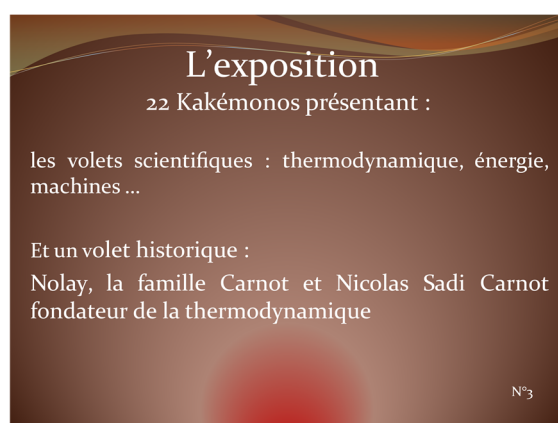 L'exposition
22 Kakémonos présentant :
les volets scientifiques : thermodynamique, énergie,
machines ...
Et un volet historique :
Nolay, la famille Carnot et Nicolas Sadi Carnot
fondateur de la thermodynamique
N°3